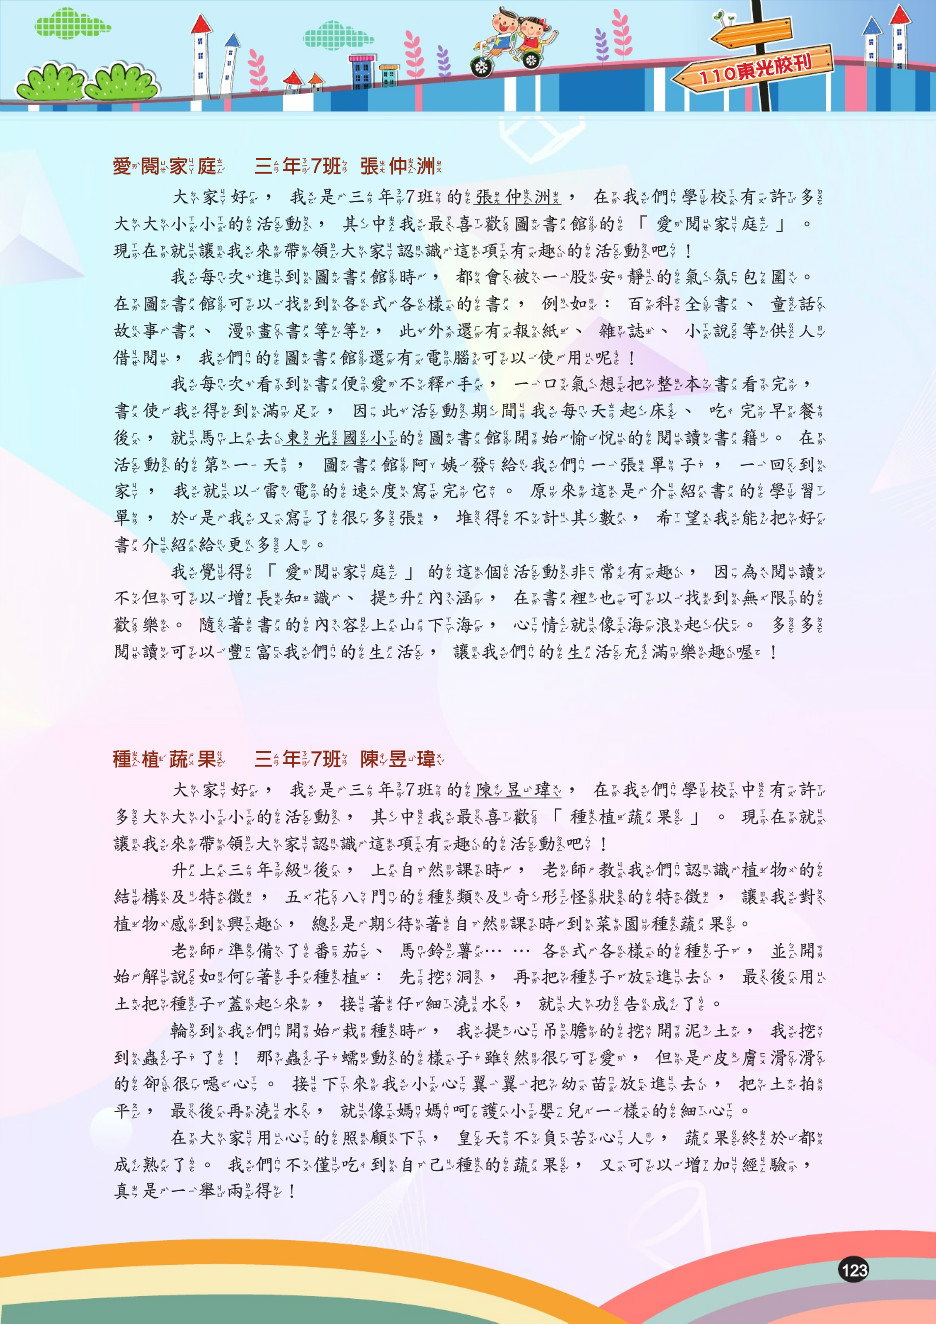 110東光校刊
愛閱家庭 三年7班 張仲洲
大家好，我是三年7班的張仲洲，在我們學校有許多
大大小小的活動，其中我最喜歡圖書館的「愛閱家庭」。
現在就讓我來帶領大家認識這項有趣的活動吧！
我每次進到圖書館時，都會被一股安靜的氣氛包圍。
在圖書館可以找到各式各樣的書，例如：百科全書、童話
故事書、漫畫書等等，此外還有報紙、雜誌、小說等供人
借閱，我們的圖書館還有電腦可以使用呢！
我每次看到書便愛不釋手，一口氣想把整本書看完，
書使我得到滿足，因此活動期間我每天起床、吃完早餐
後，就馬上去東光國小的圖書館開始愉悅的閱讀書籍。在
活動的第一天，圖書館阿姨發給我們一張單子，一回到
家，我就以雷電的速度寫完它。原來這是介紹書的學習
單，於是我又寫了很多張，堆得不計其數，希望我能把好
書介紹給更多人。
我覺得「愛閱家庭」的這個活動非常有趣，因為閱讀
不但可以增長知識、提升內涵，在書裡也可以找到無限的
歡樂。隨著書的內容上山下海，心情就像海浪起伏。多多
閱讀可以豐富我們的生活，讓我們的生活充滿樂趣喔！
種植蔬果 三年7班 陳昱瑋
大家好，我是三年7班的陳昱瑋，在我們學校中有許
多大大小小的活動，其中我最喜歡「種植蔬果」。現在就
讓我來帶領大家認識這項有趣的活動吧！
升上三年級後，上自然課時，老師教我們認識植物的
結構及特徵，五花八門的種類及奇形怪狀的特徵，讓我對
植物感到興趣，總是期待著自然課時到菜園種蔬果。
老師準備了番茄、馬鈴薯……各式各樣的種子，並開
始解說如何著手種植：先挖洞，再把種子放進去，最後用
土把種子蓋起來，接著仔細澆水，就大功告成了。
輪到我們開始栽種時，我提心吊膽的挖開泥土，我挖
到蟲子了！那蟲子蠕動的樣子雖然很可愛，但是皮膚滑滑
的卻很噁心。接下來我小心翼翼把幼苗放進去，把土拍
平，最後再澆水，就像媽媽呵護小嬰兒一樣的細心。
在大家用心的照顧下，皇天不負苦心人，蔬果終於都
成熟了。我們不僅吃到自己種的蔬果，又可以增加經驗，
真是一舉兩得！
123